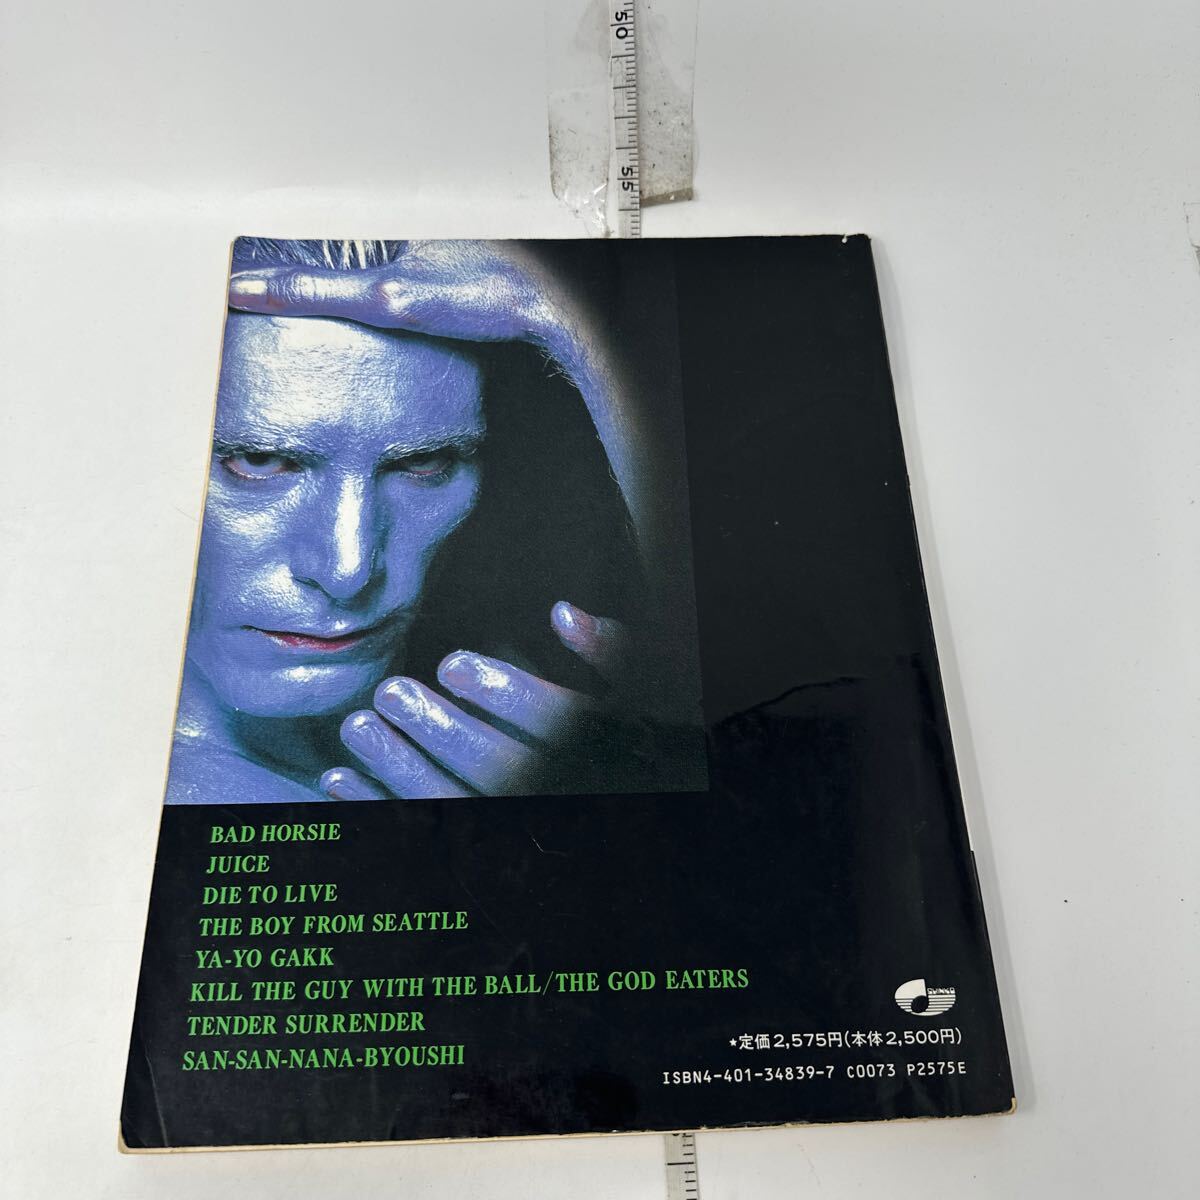 50
55
BAD HORSIE
JUICE
DIE TO LIVE
THE BOY FROM SEATTLE
YA-YO GAKK
KILL THE GUY WITH THE BALL/THE GOD EATERS
TENDER SURRENDER
SAN-SAN-NANA-BYOUSHI
SHINKO
★定価2,575円(本体2,500円)
ISBN4-401-34839-7 C0073 P2575E